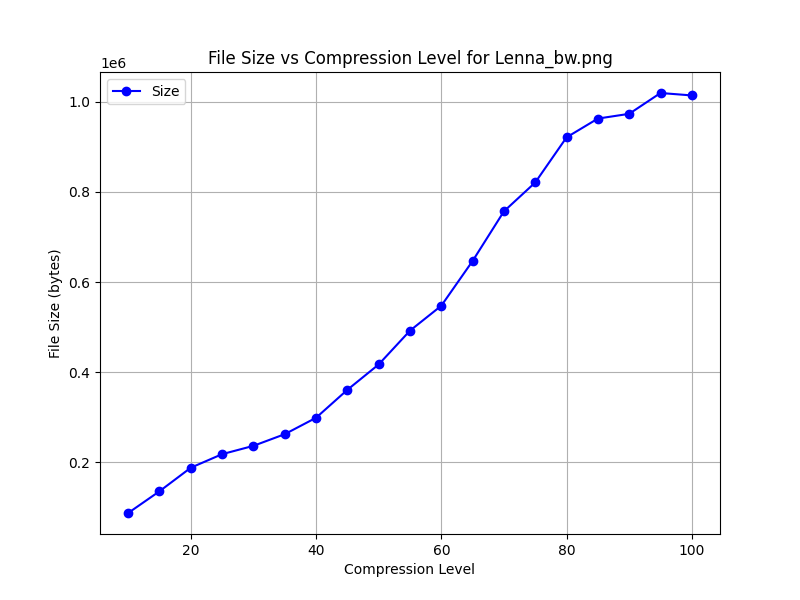 File Size vs Compression Level for Lenna_bw.png
1e6
Size
1.0
0.8
0.6
0.4
0.2
File Size (bytes)
20 40 60 80 100
Compression Level